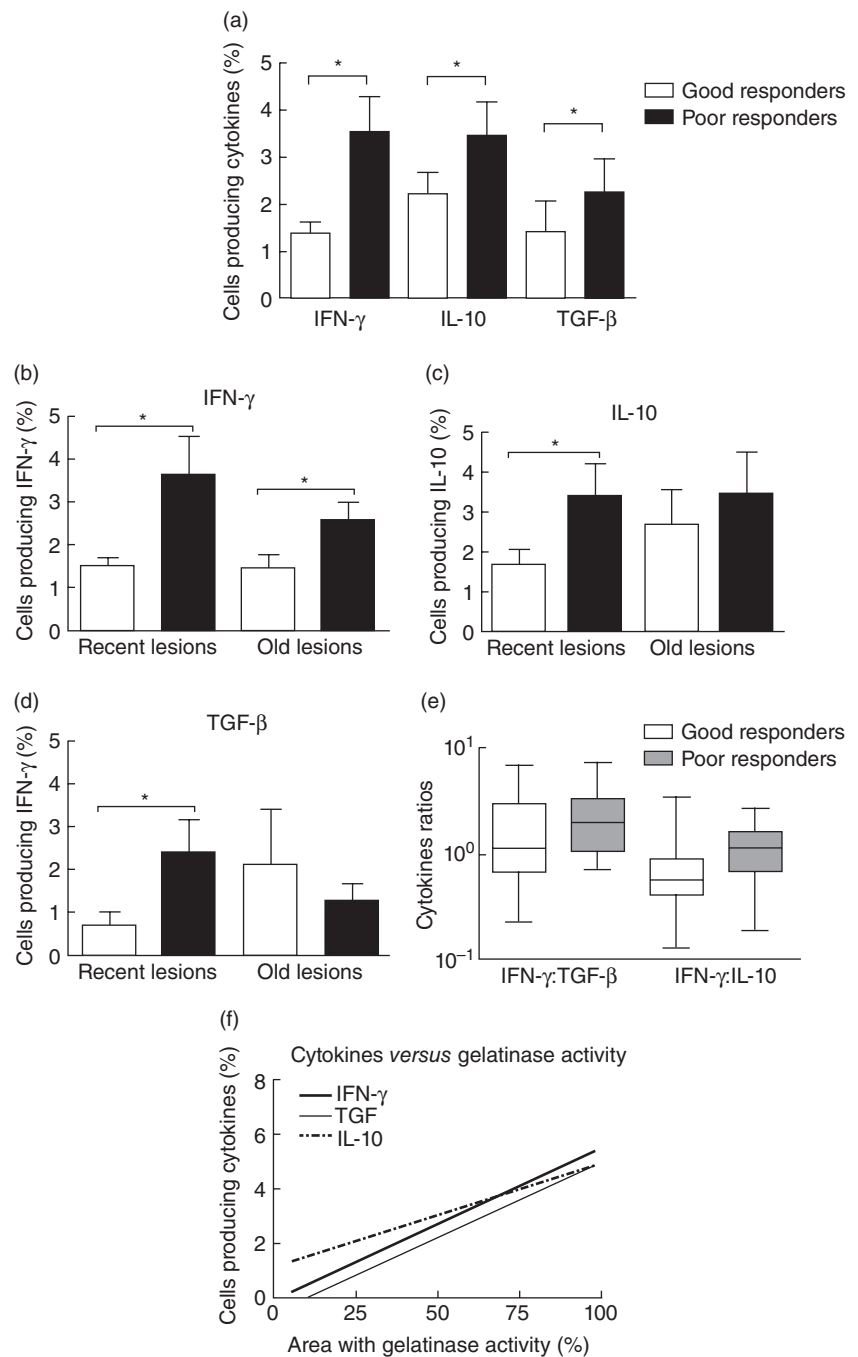 (a)
Cells producing cytokines (%)
5
4
3
2
1
0
*
*
*
IFN-γ
IL-10
TGF-β
Good responders
Poor responders
(b)
IFN-γ
Cells producing IFN-γ (%)
5
4
3
2
1
0
*
*
Recent lesions
Old lesions
(c)
IL-10
Cells producing IL-10 (%)
5
4
3
2
1
0
*
Recent lesions
Old lesions
(d)
TGF-β
Cells producing IFN-γ (%)
5
4
3
2
1
0
*
Recent lesions
Old lesions
(e)
Good responders
Poor responders
Cytokines ratios
10¹
10⁰
10⁻¹
IFN-γ:TGF-β
IFN-γ:IL-10
(f)
Cytokines versus gelatinase activity
Cells producing cytokines (%)
8
6
4
2
0
IFN-γ
TGF
IL-10
0
25
50
75
100
Area with gelatinase activity (%)